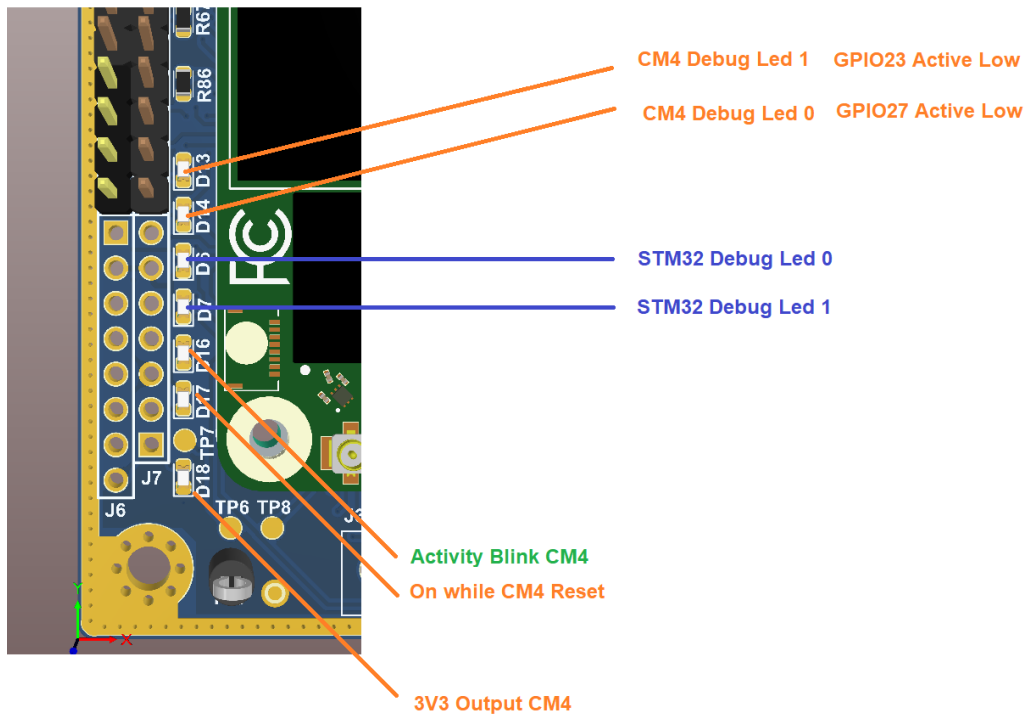 R67
R86
CM4 Debug Led 1 GPIO23 Active Low
CM4 Debug Led 0 GPIO27 Active Low
D13
D14
FC
D6
STM32 Debug Led 0
D7
STM32 Debug Led 1
D16
D17
TP7
J7
D18
J6
TP6 TP8
Activity Blink CM4
On while CM4 Reset
Y
X
3V3 Output CM4